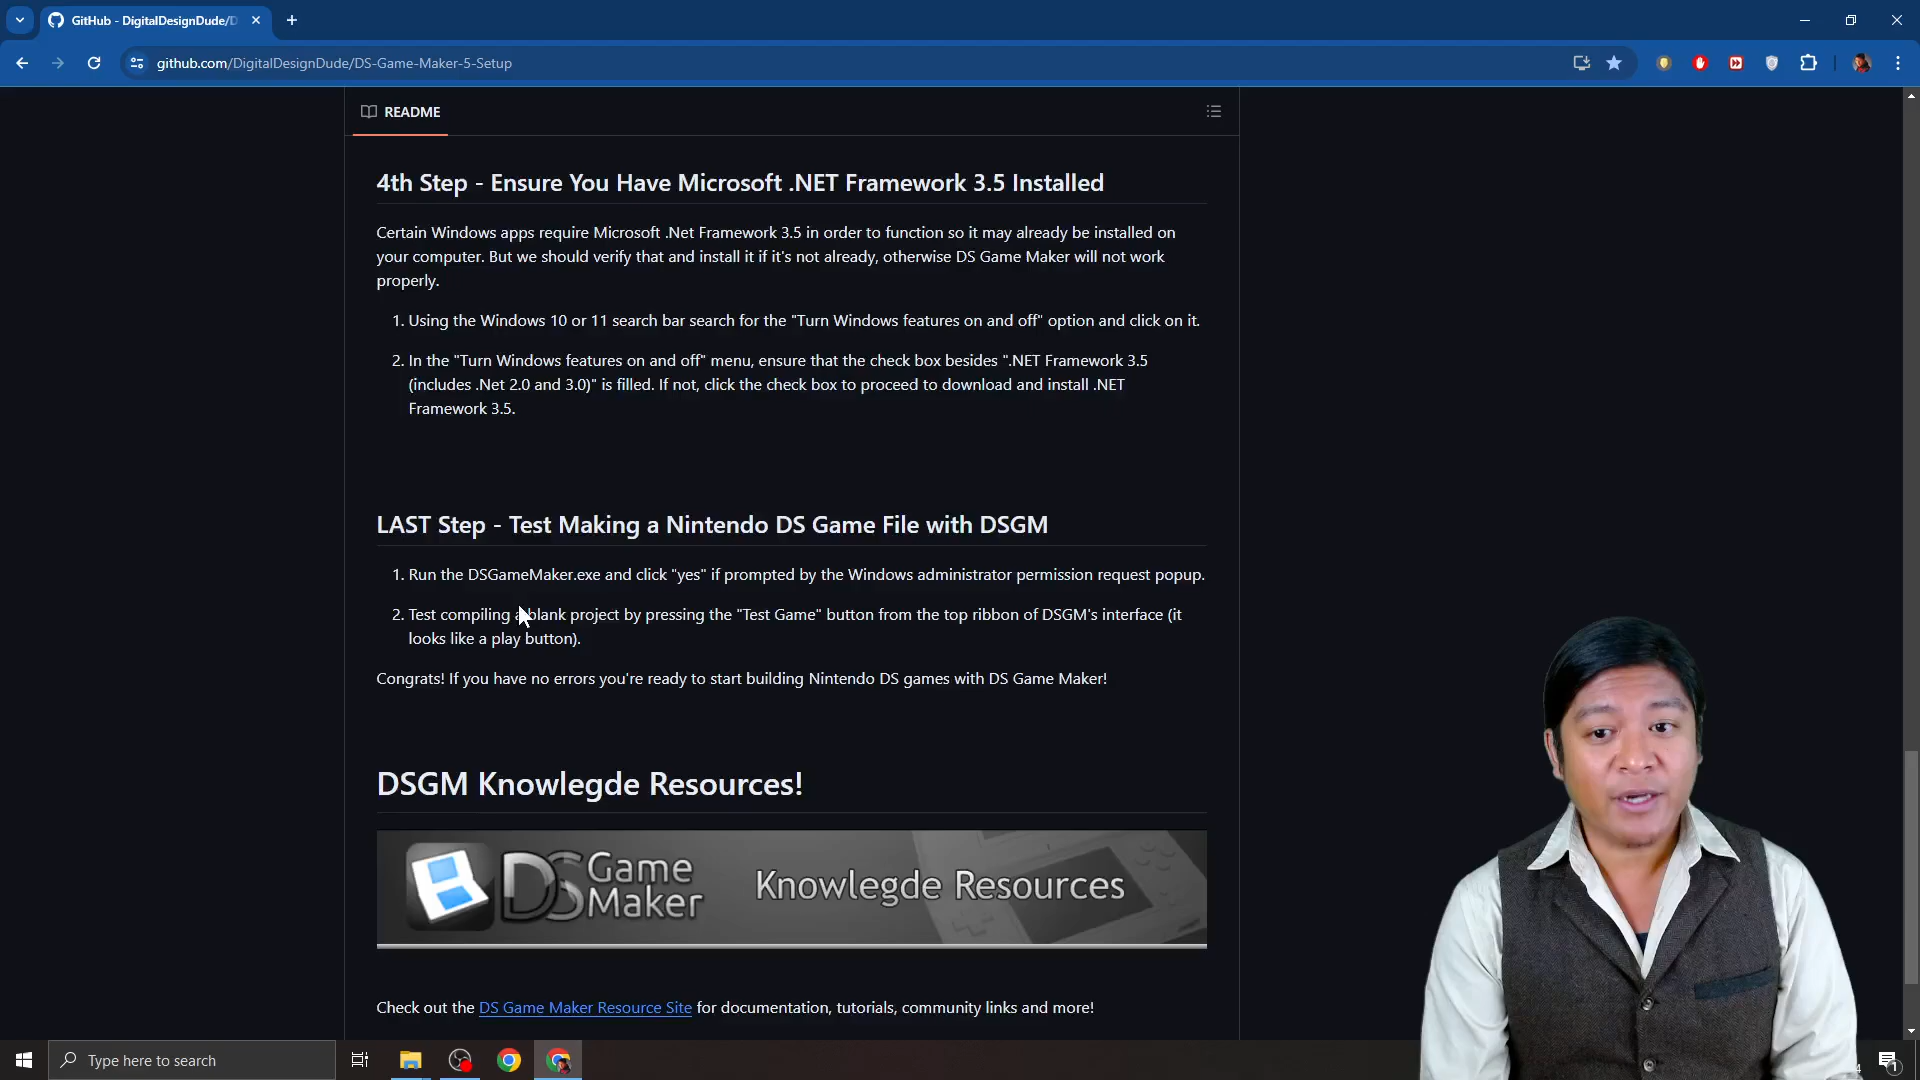 GitHub - DigitalDesignDude/D
github.com/DigitalDesignDude/DS-Game-Maker-5-Setup
README
4th Step - Ensure You Have Microsoft .NET Framework 3.5 Installed
Certain Windows apps require Microsoft .Net Framework 3.5 in order to function so it may already be installed on
your computer. But we should verify that and install it if it's not already, otherwise DS Game Maker will not work
properly.
1. Using the Windows 10 or 11 search bar search for the "Turn Windows features on and off" option and click on it.
2. In the "Turn Windows features on and off" menu, ensure that the check box besides ".NET Framework 3.5
(includes .Net 2.0 and 3.0)" is filled. If not, click the check box to proceed to download and install .NET
Framework 3.5.
LAST Step - Test Making a Nintendo DS Game File with DSGM
1. Run the DSGameMaker.exe and click "yes" if prompted by the Windows administrator permission request popup.
2. Test compiling a blank project by pressing the "Test Game" button from the top ribbon of DSGM's interface (it
looks like a play button).
Congrats! If you have no errors you're ready to start building Nintendo DS games with DS Game Maker!
DSGM Knowlegde Resources!
DS Game Maker Knowlegde Resources
Check out the DS Game Maker Resource Site for documentation, tutorials, community links and more!
Type here to search
4
1